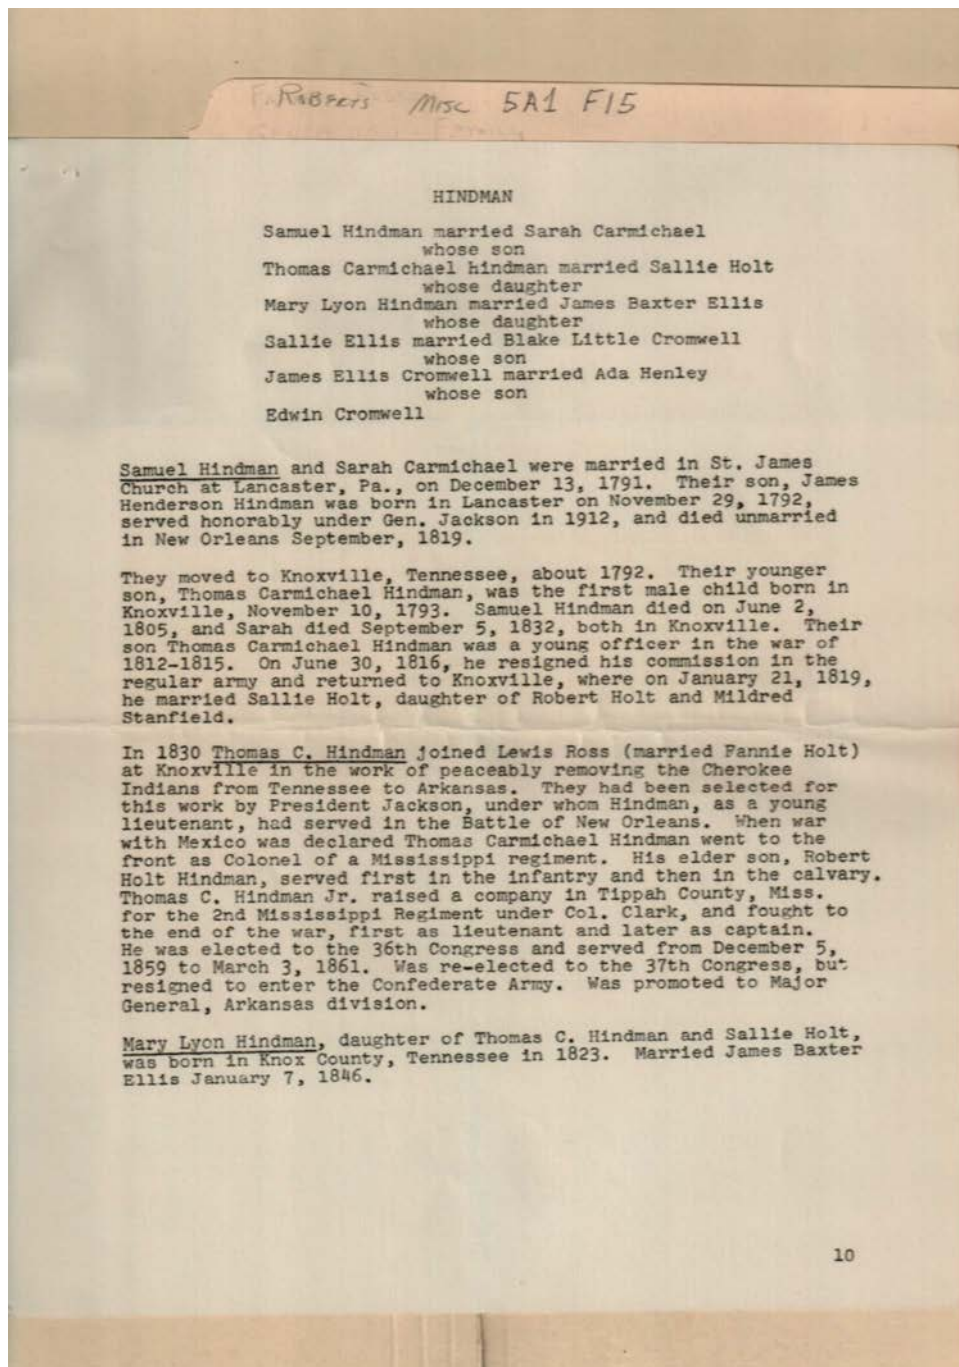 Roberts Misc 5A1 F15
HINDMAN
Samuel Hindman married Sarah Carmichael
whose son
Thomas Carmichael hindman married Sallie Holt
whose daughter
Mary Lyon Hindman married James Baxter Ellis
whose daughter
Sallie Ellis married Blake Little Cromwell
whose son
James Ellis Cromwell married Ada Henley
whose son
Edwin Cromwell
Samuel Hindman and Sarah Carmichael were married in St. James
Church at Lancaster, Pa., on December 13, 1791. Their son, James
Henderson Hindman was born in Lancaster on November 29, 1792,
served honorably under Gen. Jackson in 1912, and died unmarried
in New Orleans September, 1819.
They moved to Knoxville, Tennessee, about 1792. Their younger
son, Thomas Carmichael Hindman, was the first male child born in
Knoxville, November 10, 1793. Samuel Hindman died on June 2,
1805, and Sarah died September 5, 1832, both in Knoxville. Their
son Thomas Carmichael Hindman was a young officer in the war of
1812-1815. On June 30, 1816, he resigned his commission in the
regular army and returned to Knoxville, where on January 21, 1819,
he married Sallie Holt, daughter of Robert Holt and Mildred
Stanfield.
In 1830 Thomas C. Hindman joined Lewis Ross (married Fannie Holt)
at Knoxville in the work of peaceably removing the Cherokee
Indians from Tennessee to Arkansas. They had been selected for
this work by President Jackson, under whom Hindman, as a young
lieutenant, had served in the Battle of New Orleans. When war
with Mexico was declared Thomas Carmichael Hindman went to the
front as Colonel of a Mississippi regiment. His elder son, Robert
Holt Hindman, served first in the infantry and then in the calvary.
Thomas C. Hindman Jr. raised a company in Tippah County, Miss.
for the 2nd Mississippi Regiment under Col. Clark, and fought to
the end of the war, first as lieutenant and later as captain.
He was elected to the 36th Congress and served from December 5,
1859 to March 3, 1861. Was re-elected to the 37th Congress, but
resigned to enter the Confederate Army. Was promoted to Major
General, Arkansas division.
Mary Lyon Hindman, daughter of Thomas C. Hindman and Sallie Holt,
was born in Knox County, Tennessee in 1823. Married James Baxter
Ellis January 7, 1846.
10